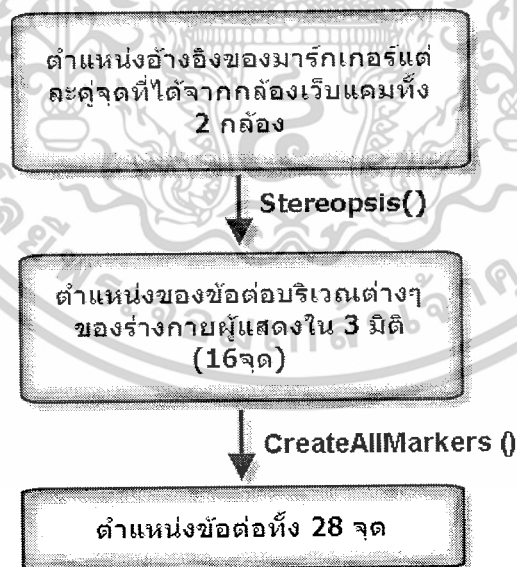 ตำแหน่งอ้างอิงของมาร์กเกอร์แต่
ละคู่จุดที่ได้จากกล้องเว็บแคมทั้ง
2 กล้อง
Stereopsis()
ตำแหน่งของข้อต่อบริเวณต่างๆ
ของร่างกายผู้แสดงใน 3 มิติ
(16จุด)
CreateAllMarkers ()
ตำแหน่งข้อต่อทั้ง 28 จุด